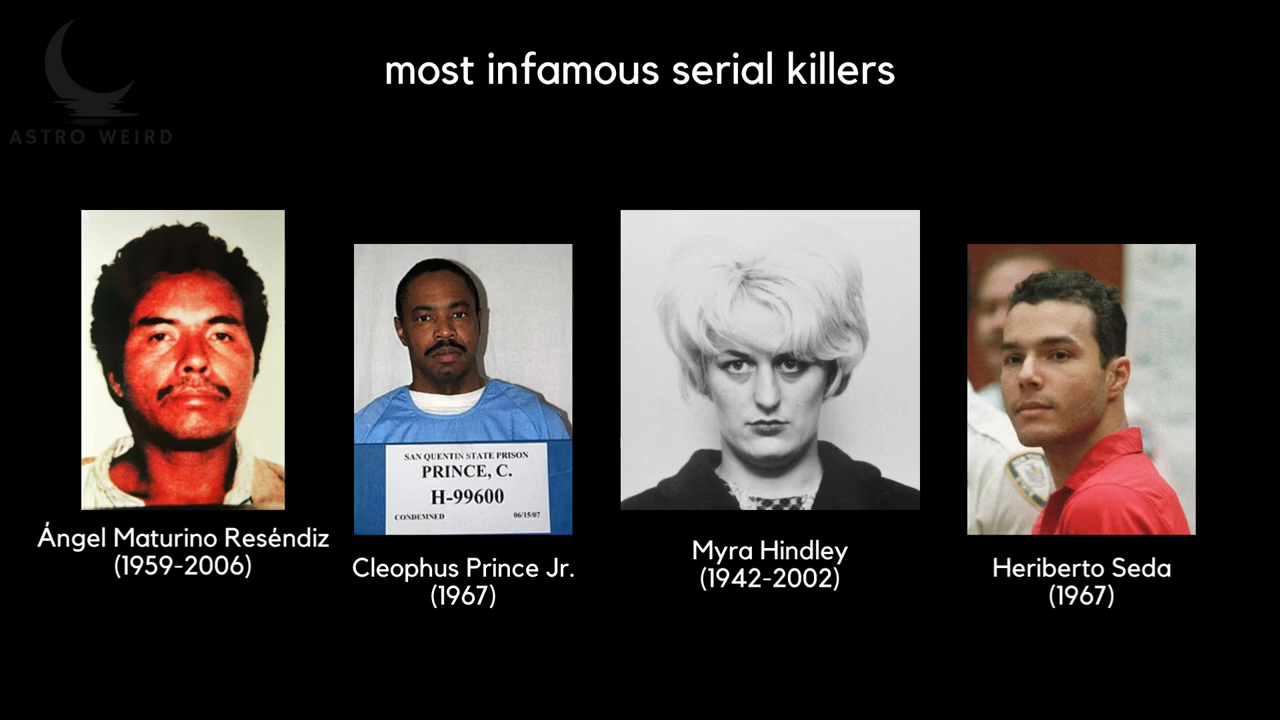 most infamous serial killers
ASTRO WEIRD
SAN QUENTIN STATE PRISON
PRINCE, C.
H-99600
CONDEMNED 06/15/07
Ángel Maturino Reséndiz
(1959-2006)
Cleophus Prince Jr.
(1967)
Myra Hindley
(1942-2002)
Heriberto Seda
(1967)